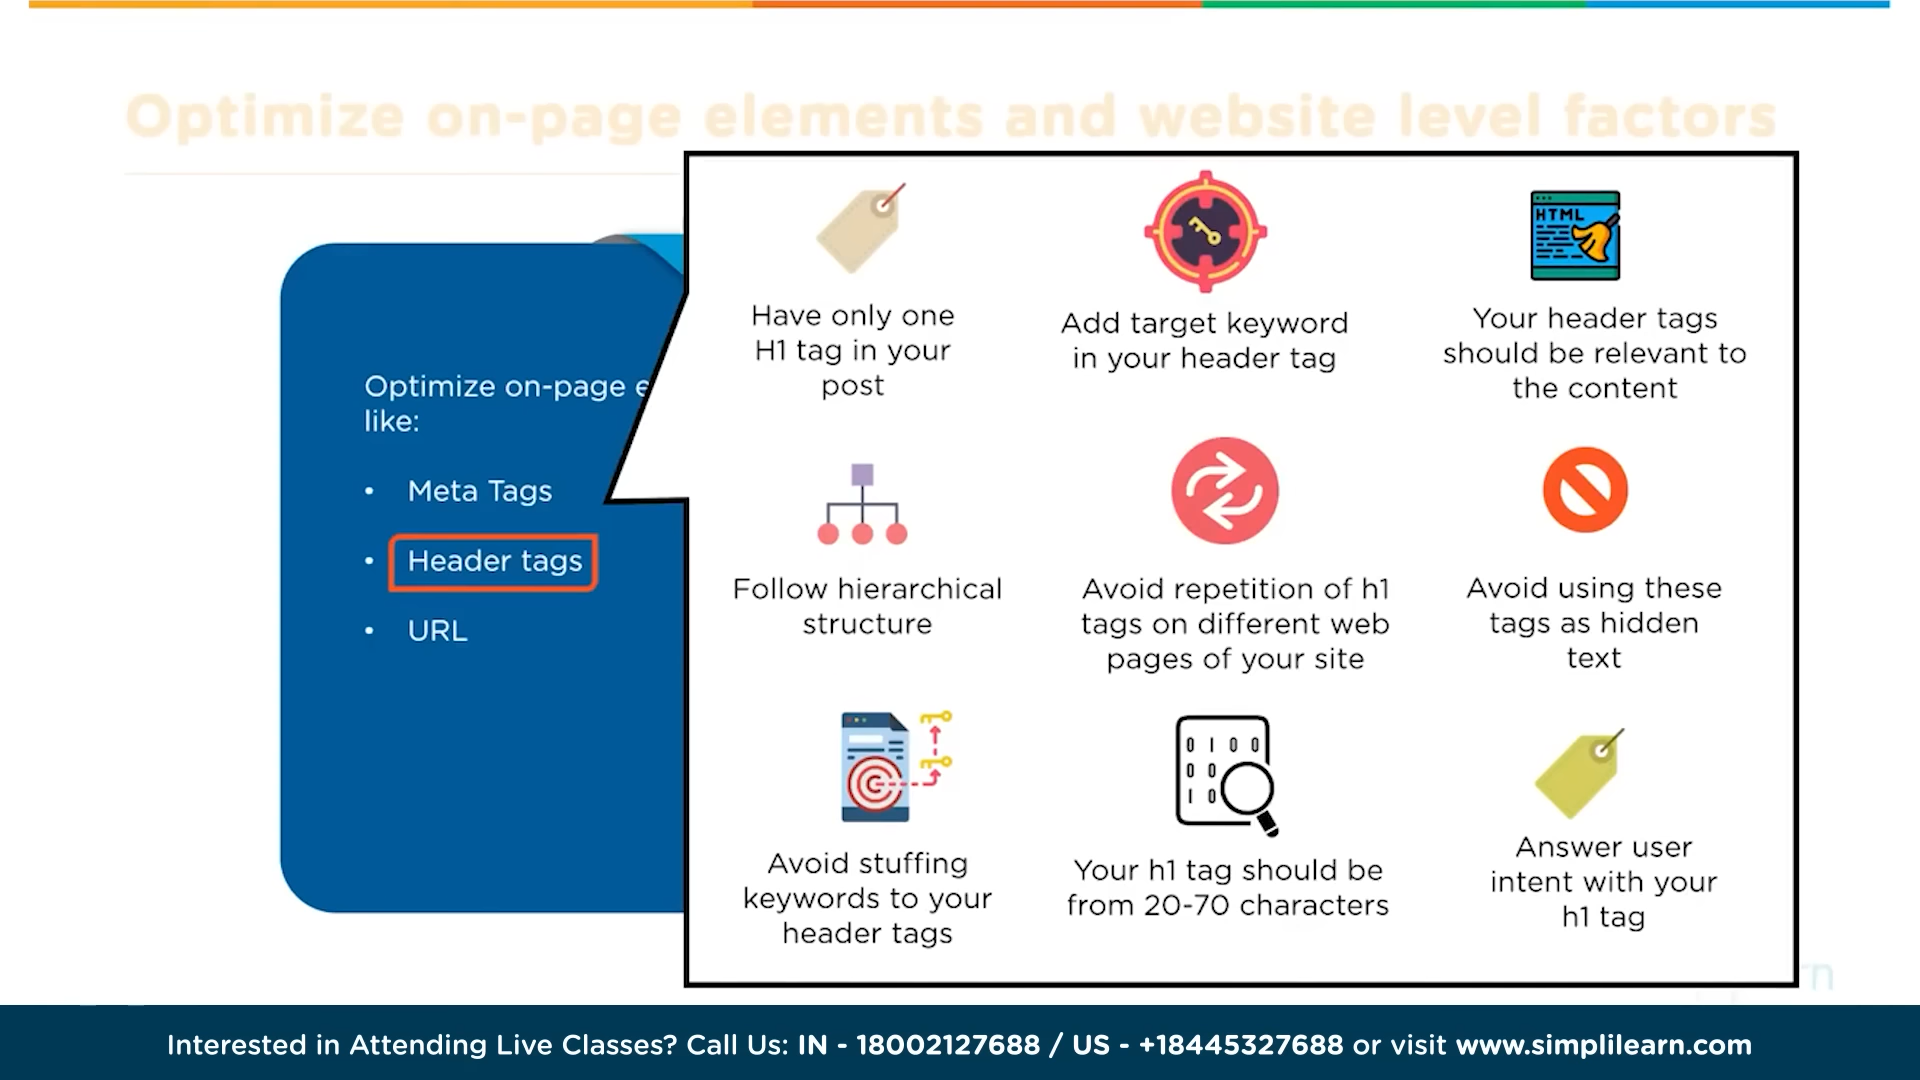 Optimize on-page elements and website level factors
Optimize on-page e
like:
• Meta Tags
• Header tags
• URL
Have only one
H1 tag in your
post
Add target keyword
in your header tag
HTML
Your header tags
should be relevant to
the content
Follow hierarchical
structure
Avoid repetition of h1
tags on different web
pages of your site
Avoid using these
tags as hidden
text
Avoid stuffing
keywords to your
header tags
0 1 0 0
0 0
1 0
Your h1 tag should be
from 20-70 characters
Answer user
intent with your
h1 tag
Interested in Attending Live Classes? Call Us: IN - 18002127688 / US - +18445327688 or visit www.simplilearn.com